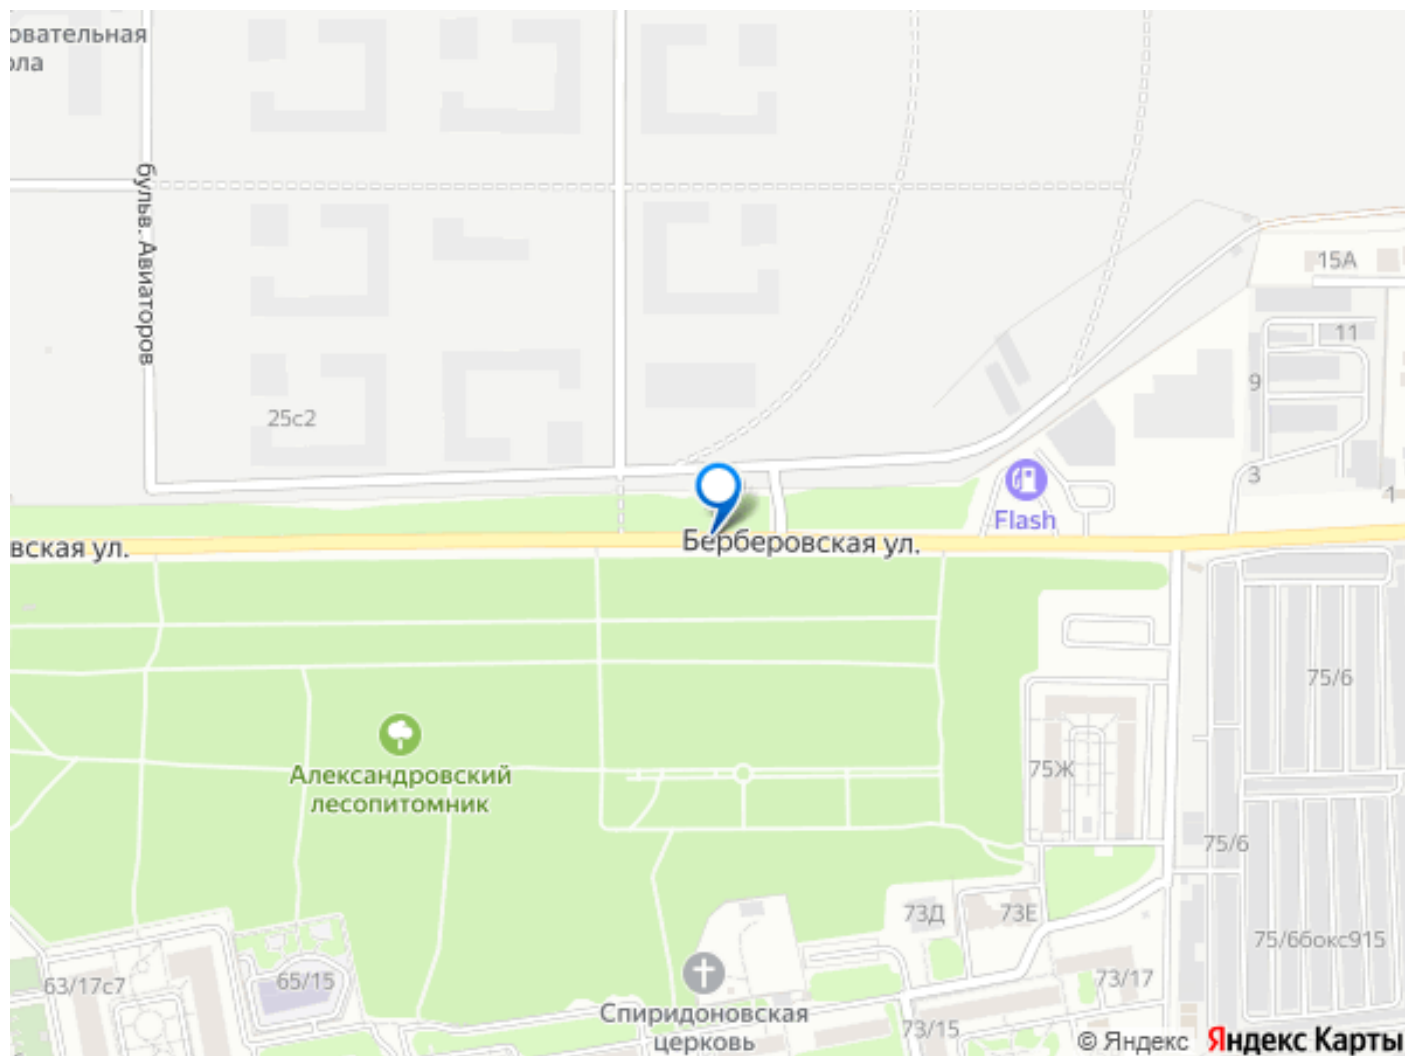 овательная
ола
бульв. Авиаторов
15А
11
9
25с2
3
1
Flash
вская ул.
Берберовская ул.
75/6
Александровский
лесопитомник
75Ж
75/6
73Д
73Е
75/6бокс915
63/17с7
65/15
73/17
Спиридоновская
церковь
73/15
© Яндекс Яндекс Карты